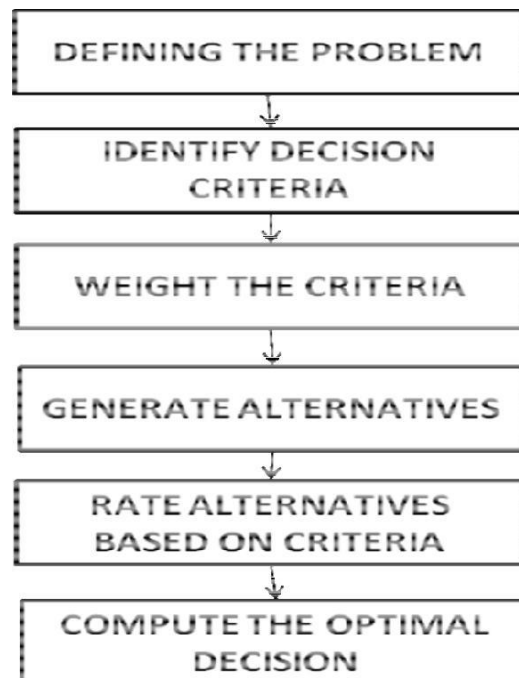 DEFINING THE PROBLEM
IDENTIFY DECISION
CRITERIA
WEIGHT THE CRITERIA
GENERATE ALTERNATIVES
RATE ALTERNATIVES
BASED ON CRITERIA
COMPUTE THE OPTIMAL
DECISION